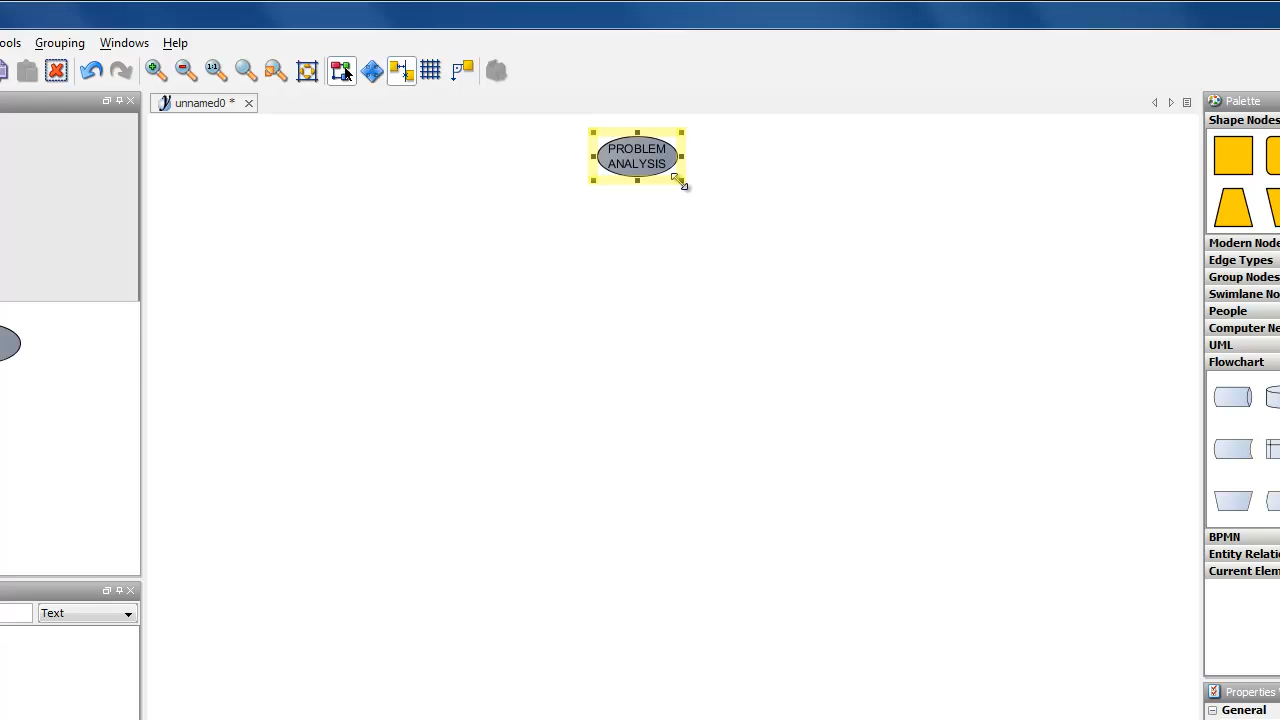 ools Grouping Windows Help
unnamed0 *
Palette
Shape Nodes
PROBLEM
ANALYSIS
Modern Node
Edge Types
Group Nodes
Swimlane No
People
Computer Ne
UML
Flowchart
BPMN
Entity Relati
Current Elem
Text
Properties
General